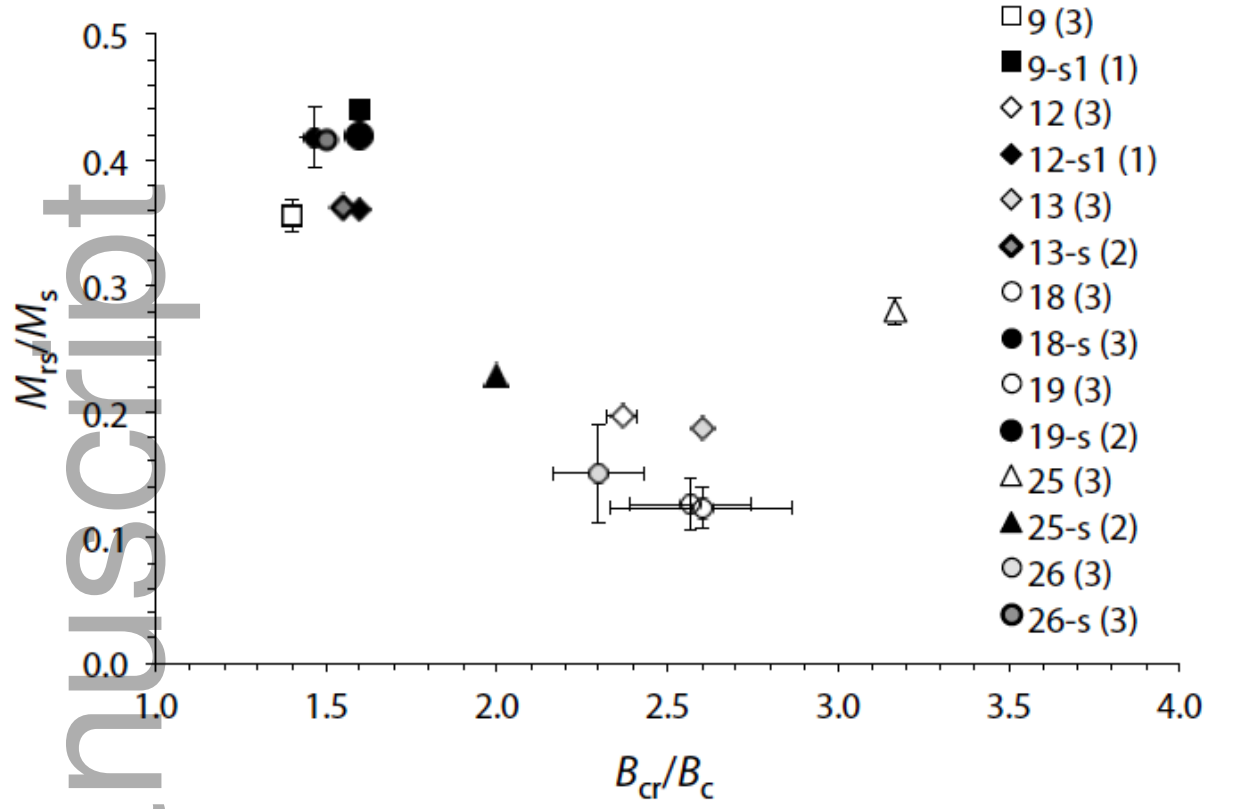 0.5
0.4
0.3
0.2
0.1
0.0
Mrs/Ms
1.0
1.5
2.0
2.5
3.0
3.5
4.0
Bcr/Bc
9 (3)
9-s1 (1)
12 (3)
12-s1 (1)
13 (3)
13-s (2)
18 (3)
18-s (3)
19 (3)
19-s (2)
25 (3)
25-s (2)
26 (3)
26-s (3)
nuscript